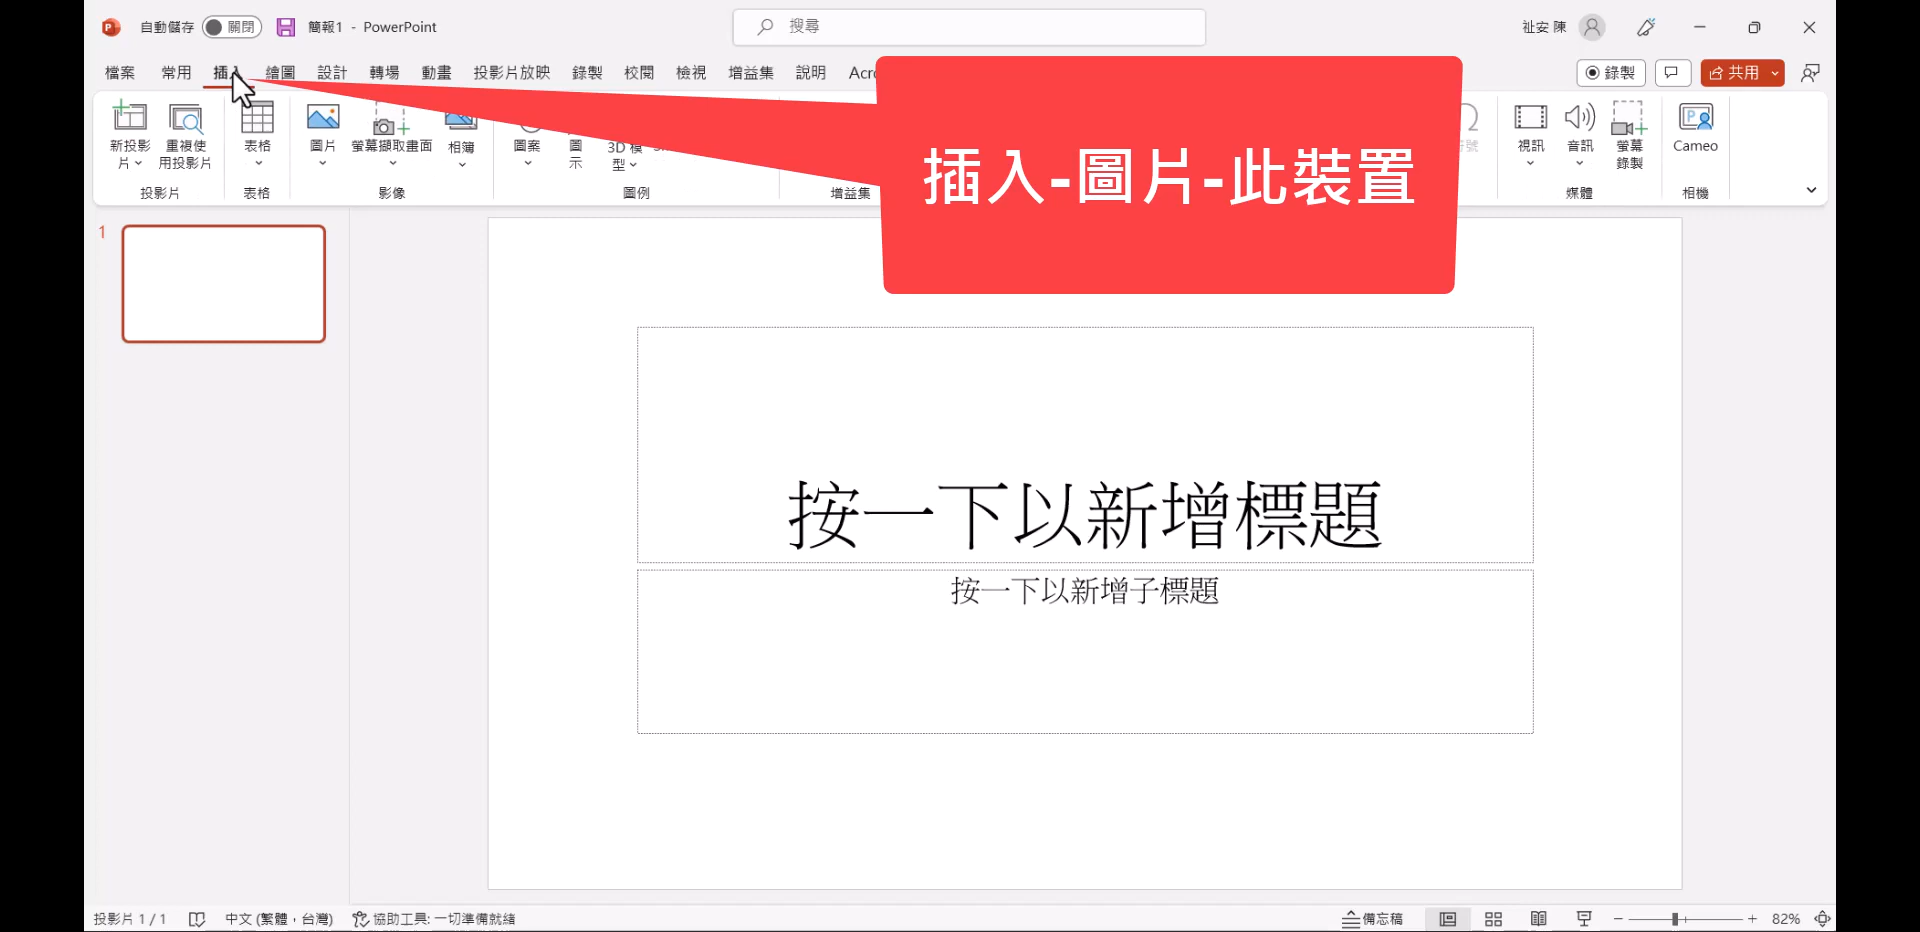 自動儲存 關閉 簡報1 - PowerPoint 搜尋 祉安 陳
檔案 常用 插入 繪圖 設計 轉場 動畫 投影片放映 錄製 校閱 檢視 增益集 說明 錄製 共用
新投影片 重複使用投影片 表格 圖片 螢幕擷取畫面 相簿 圖案 圖示 3D 模型 視訊 音訊 螢幕錄製 Cameo
投影片 表格 影像 圖例 增益集 媒體 相機
插入-圖片-此裝置
1
按一下以新增標題
按一下以新增子標題
投影片 1 / 1 中文 (繁體，台灣) 協助工具: 一切準備就緒 備忘稿 82%